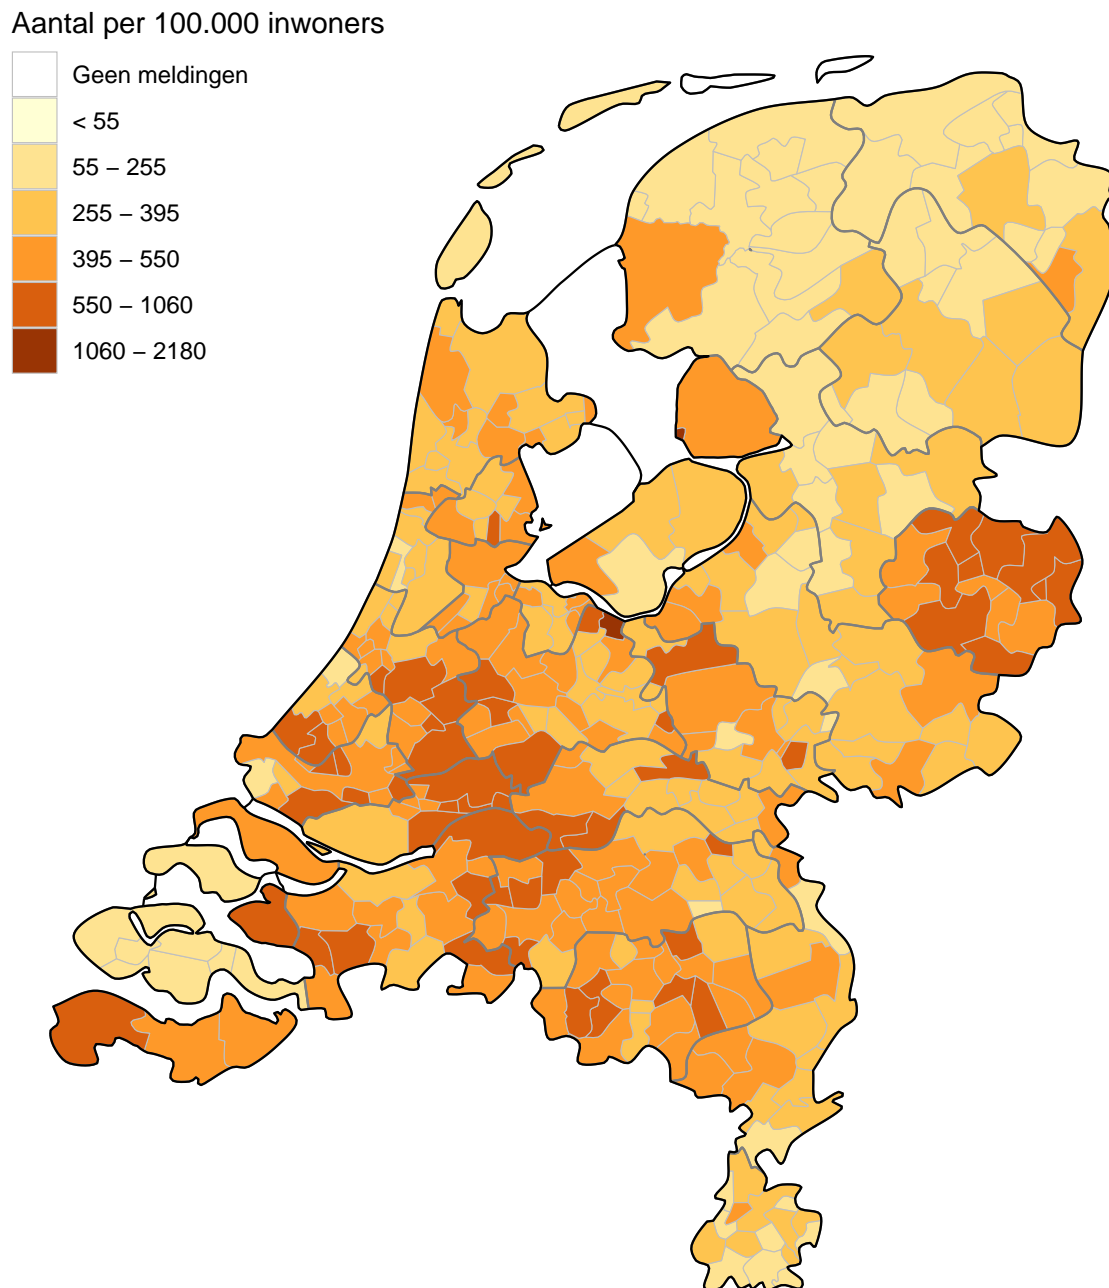 Aantal per 100.000 inwoners
Geen meldingen
< 55
55 – 255
255 – 395
395 – 550
550 – 1060
1060 – 2180